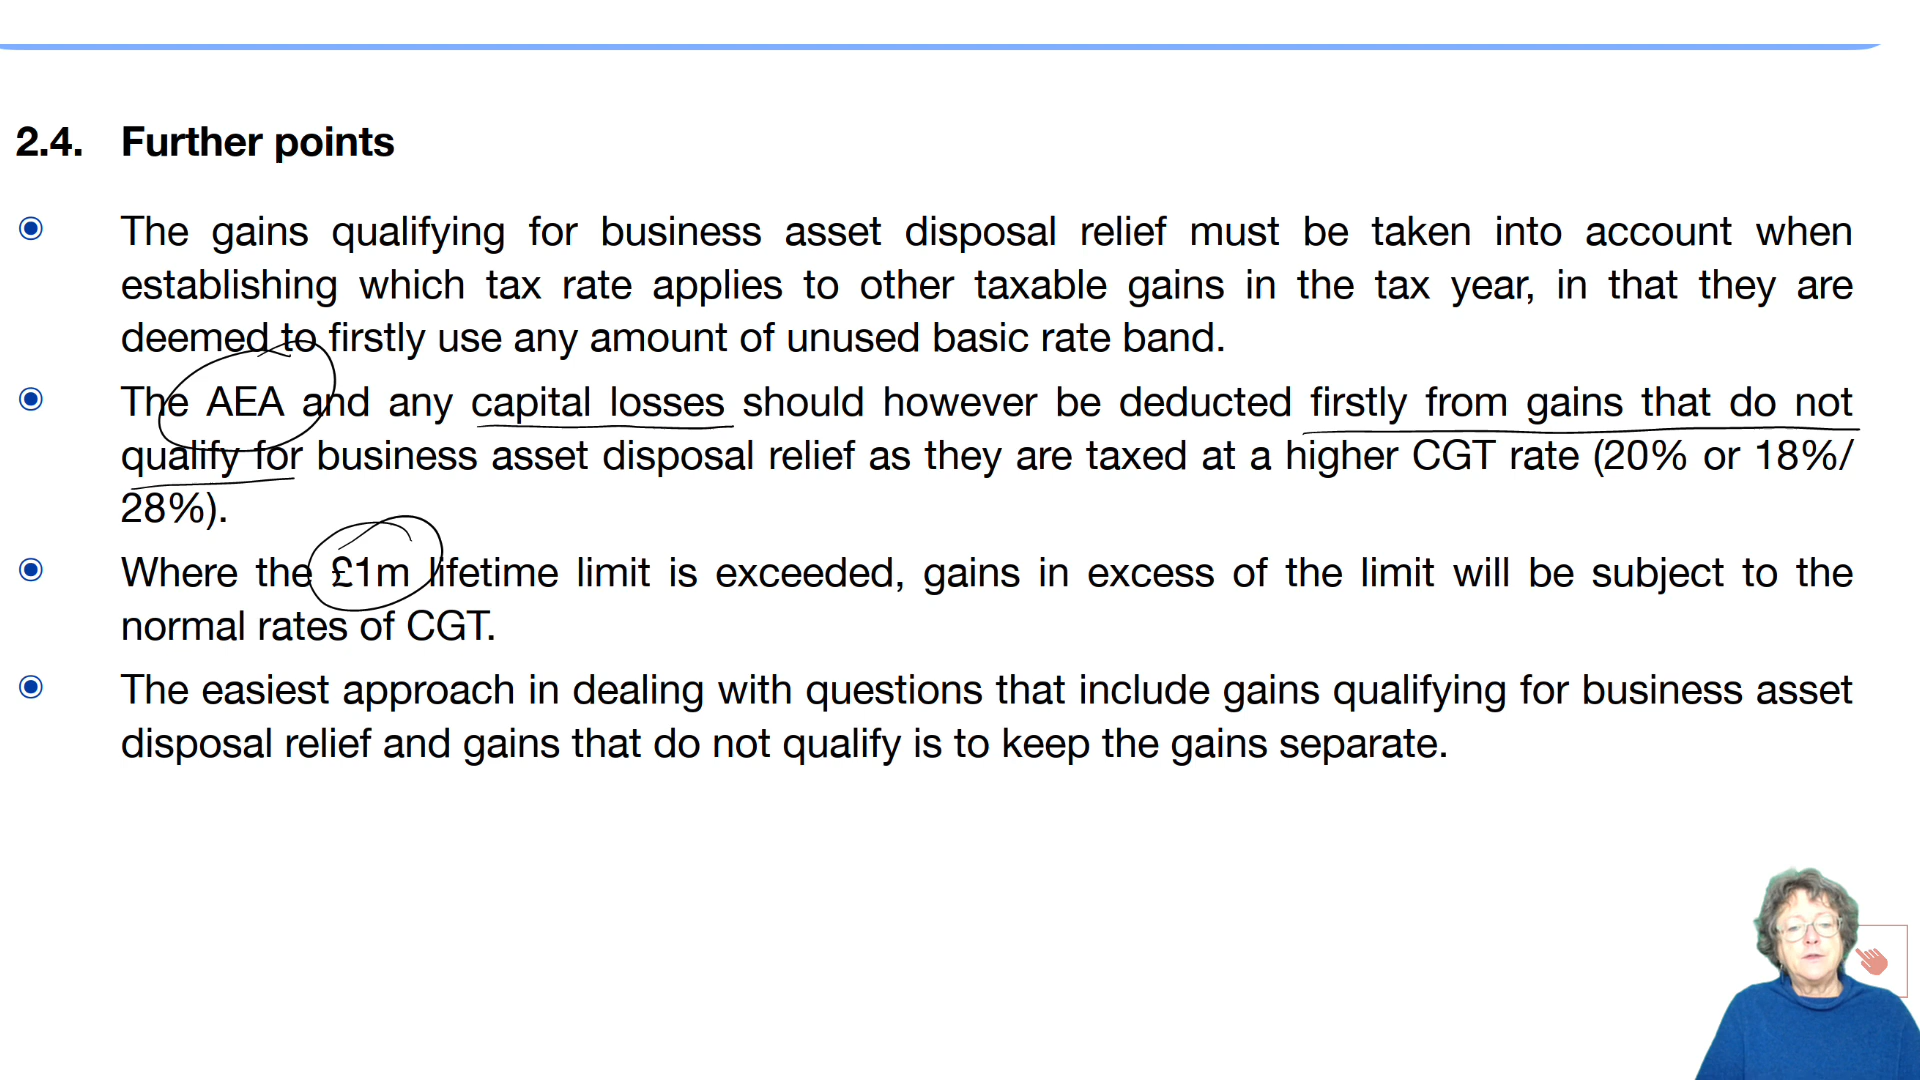 2.4. Further points
The gains qualifying for business asset disposal relief must be taken into account when
establishing which tax rate applies to other taxable gains in the tax year, in that they are
deemed to firstly use any amount of unused basic rate band.
The AEA and any capital losses should however be deducted firstly from gains that do not
qualify for business asset disposal relief as they are taxed at a higher CGT rate (20% or 18%/
28%).
Where the £1m lifetime limit is exceeded, gains in excess of the limit will be subject to the
normal rates of CGT.
The easiest approach in dealing with questions that include gains qualifying for business asset
disposal relief and gains that do not qualify is to keep the gains separate.